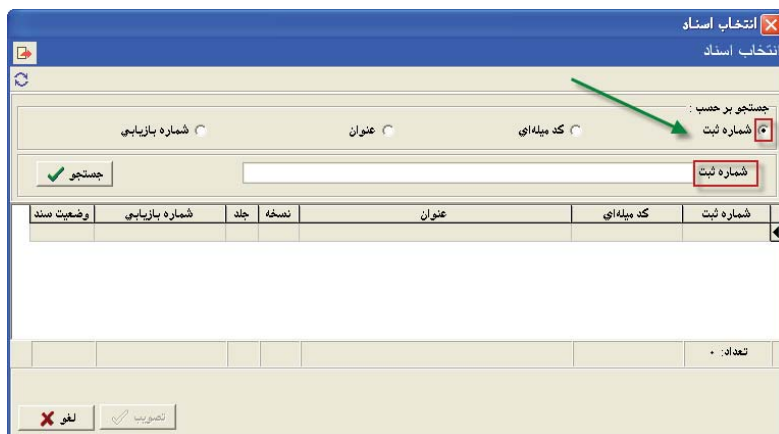 انتخاب اسناد
انتخاب اسناد
جستجو بر حسب :
شماره ثبت کد میله‌ای عنوان شماره بازیابی
شماره ثبت جستجو
شماره ثبت کد میله‌ای عنوان نسخه جلد شماره بازیابی وضعیت سند
تعداد: ۰
تصویب لغو